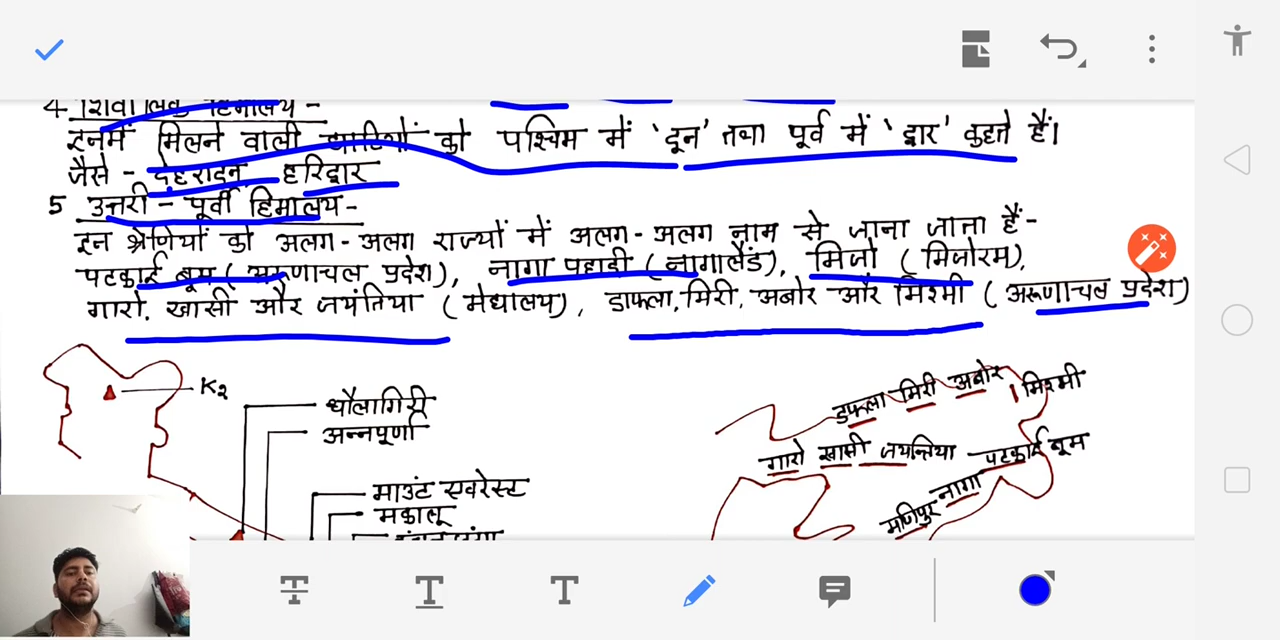 4 शिवालिक हिमालय -
इनमें मिलने वाली घाटियों को पश्चिम में 'दून' तथा पूर्व में 'द्वार' कहते हैं।
जैसे - देहरादून हरिद्वार
5 उत्तरी - पूर्वी हिमालय -
इन श्रेणियों को अलग-अलग राज्यों में अलग-अलग नाम से जाना जाता हैं -
पटकाई बूम (अरूणाचल प्रदेश), नागा पहाडी (नागालैंड), मिजो (मिजोरम),
गारो, खासी और जयंतिया (मेघालय), डाफला, मिरी, अबोर और मिश्मी (अरूणाचल प्रदेश)
K2
धौलागिरी
अन्नपूर्णा
माउंट एवरेस्ट
मकालू
डफला मिरी अबोर मिश्मी
गारो खासी जयन्तिया पटकाई बूम
मणिपुर नागा